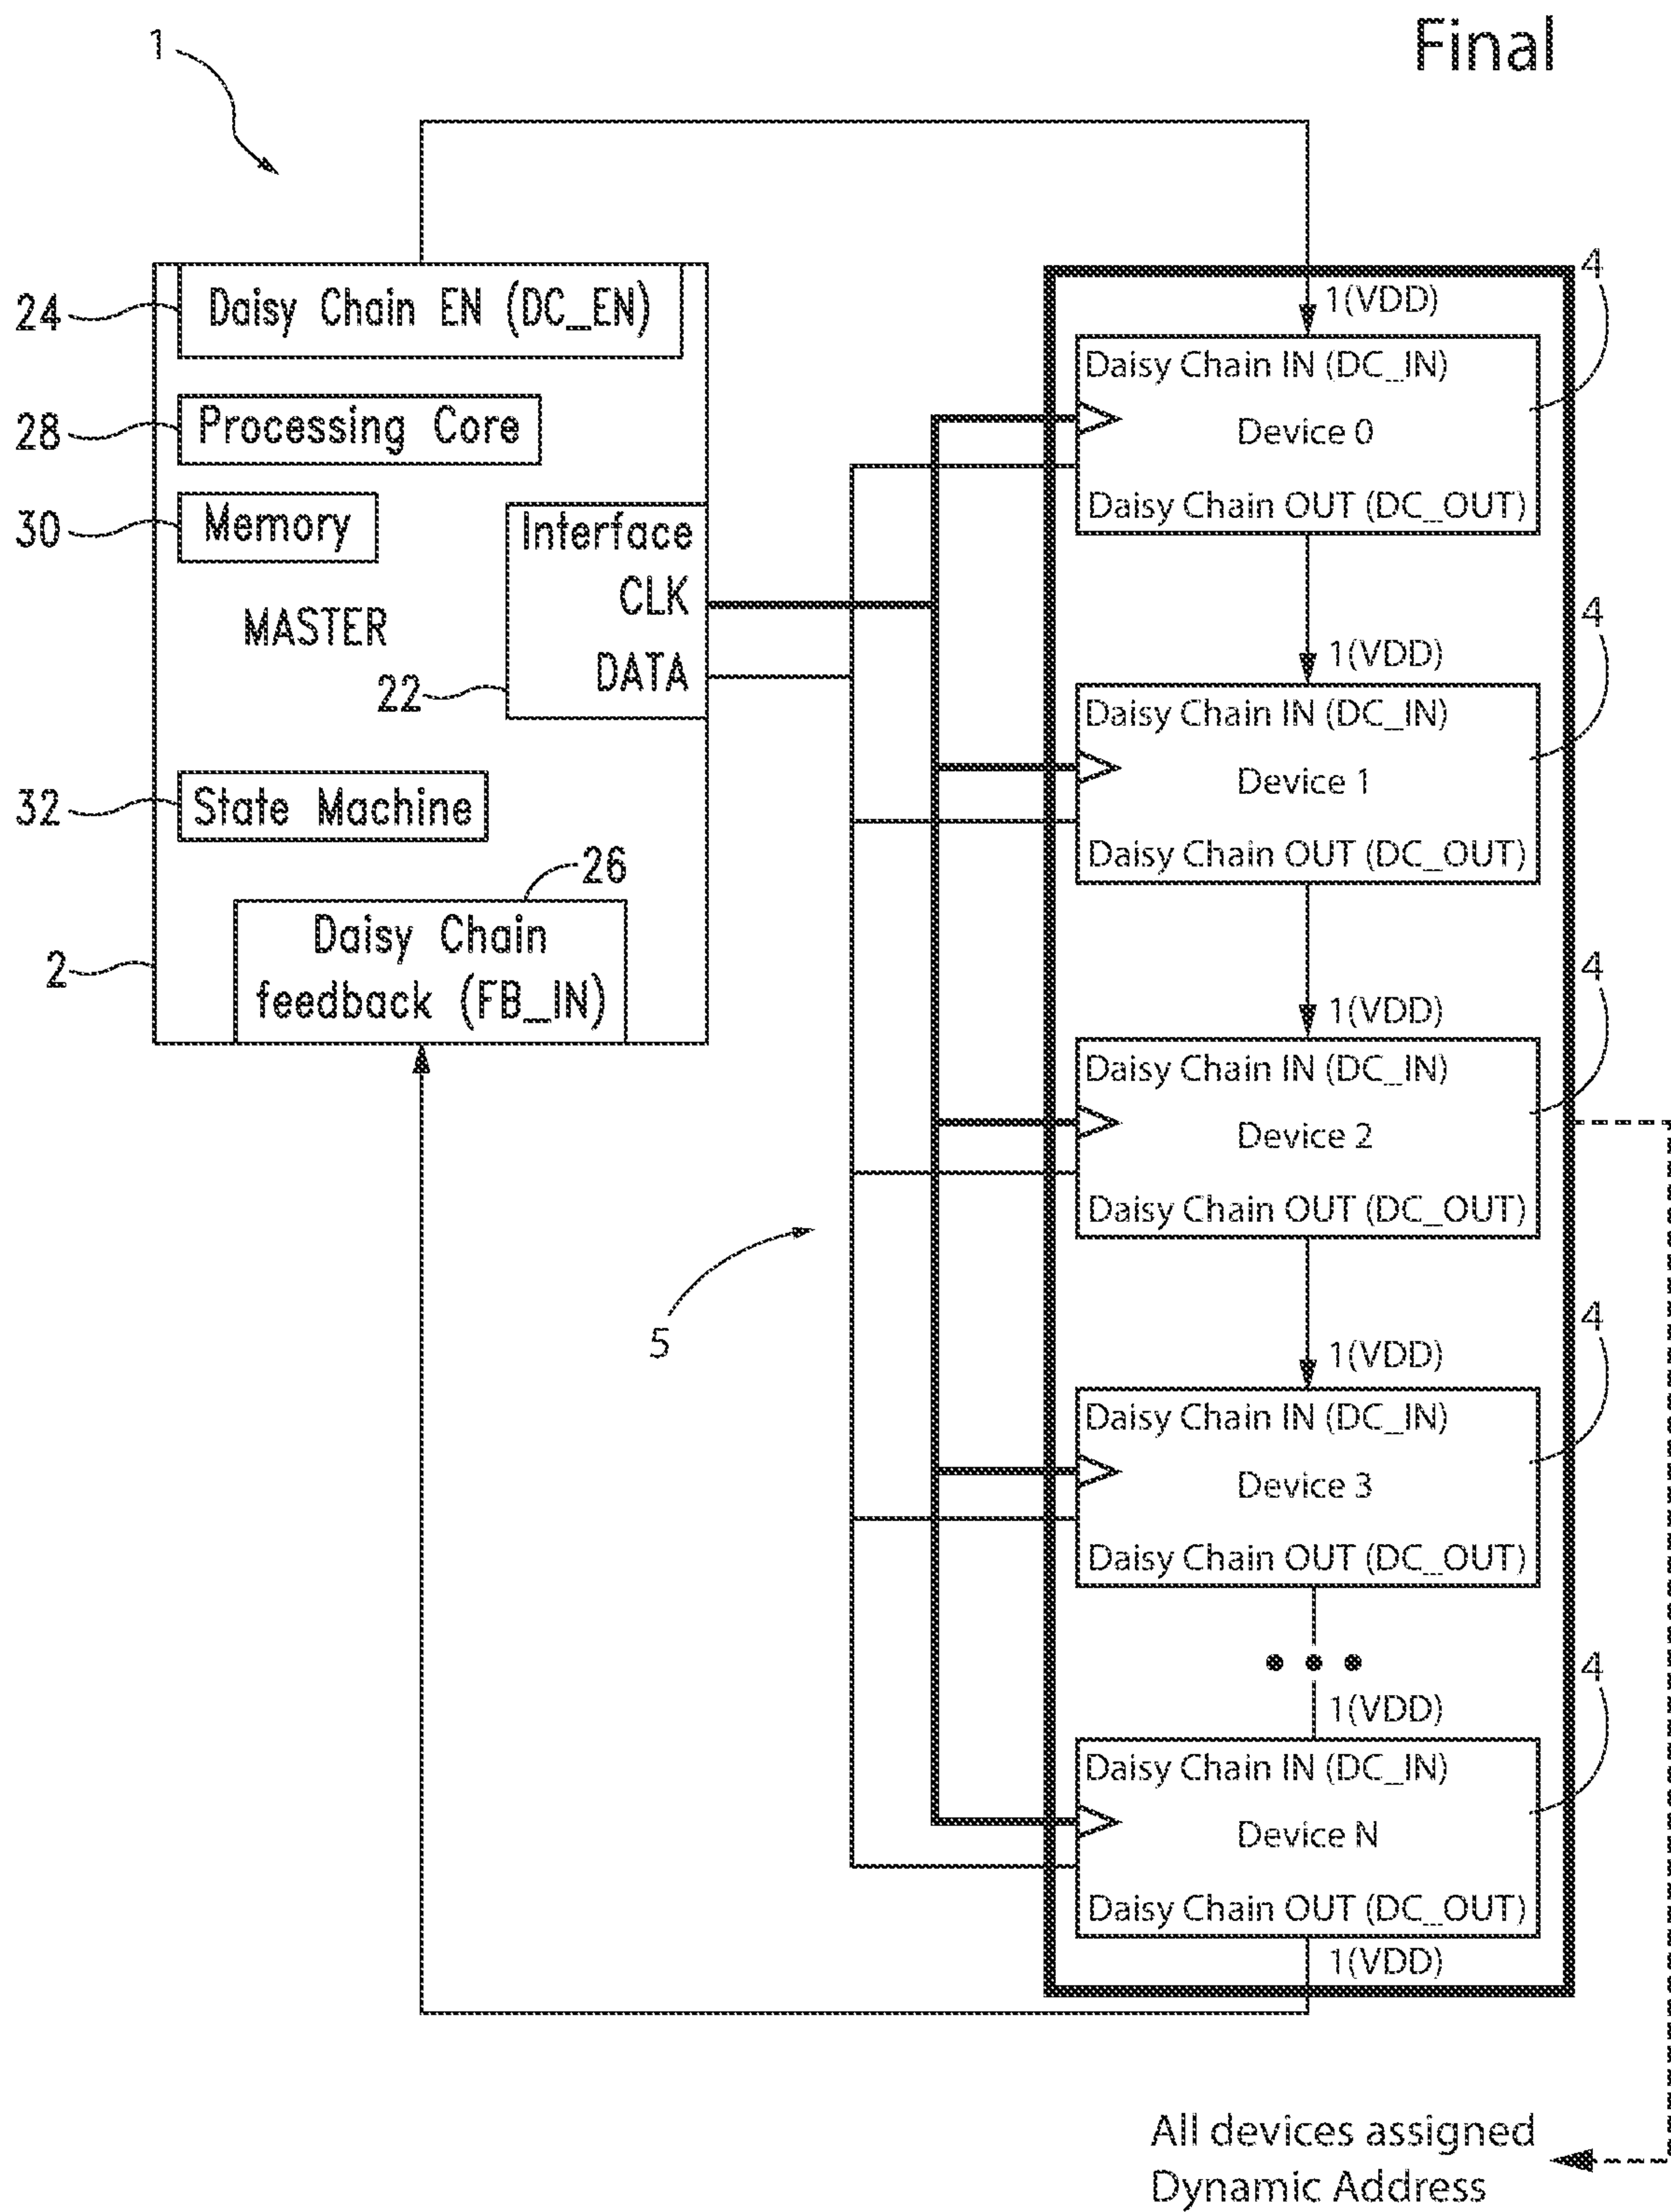 Final
1
24
Daisy Chain EN (DC_EN)
28
Processing Core
30
Memory
MASTER
Interface
CLK
DATA
22
32
State Machine
26
2
Daisy Chain
feedback (FB_IN)
5
1(VDD)
4
Daisy Chain IN (DC_IN)
Device 0
Daisy Chain OUT (DC_OUT)
1(VDD)
4
Daisy Chain IN (DC_IN)
Device 1
Daisy Chain OUT (DC_OUT)
1(VDD)
4
Daisy Chain IN (DC_IN)
Device 2
Daisy Chain OUT (DC_OUT)
1(VDD)
4
Daisy Chain IN (DC_IN)
Device 3
Daisy Chain OUT (DC_OUT)
1(VDD)
4
Daisy Chain IN (DC_IN)
Device N
Daisy Chain OUT (DC_OUT)
1(VDD)
All devices assigned
Dynamic Address